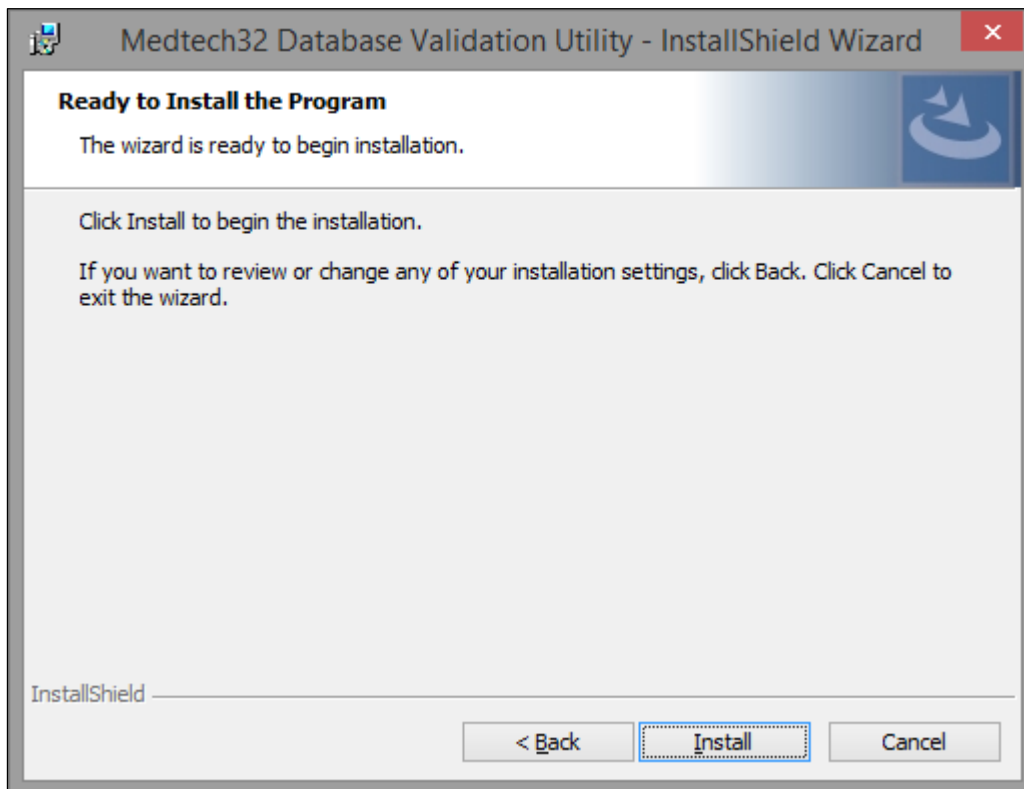 Medtech32 Database Validation Utility - InstallShield Wizard
Ready to Install the Program
The wizard is ready to begin installation.
Click Install to begin the installation.
If you want to review or change any of your installation settings, click Back. Click Cancel to
exit the wizard.
InstallShield
< Back
Install
Cancel